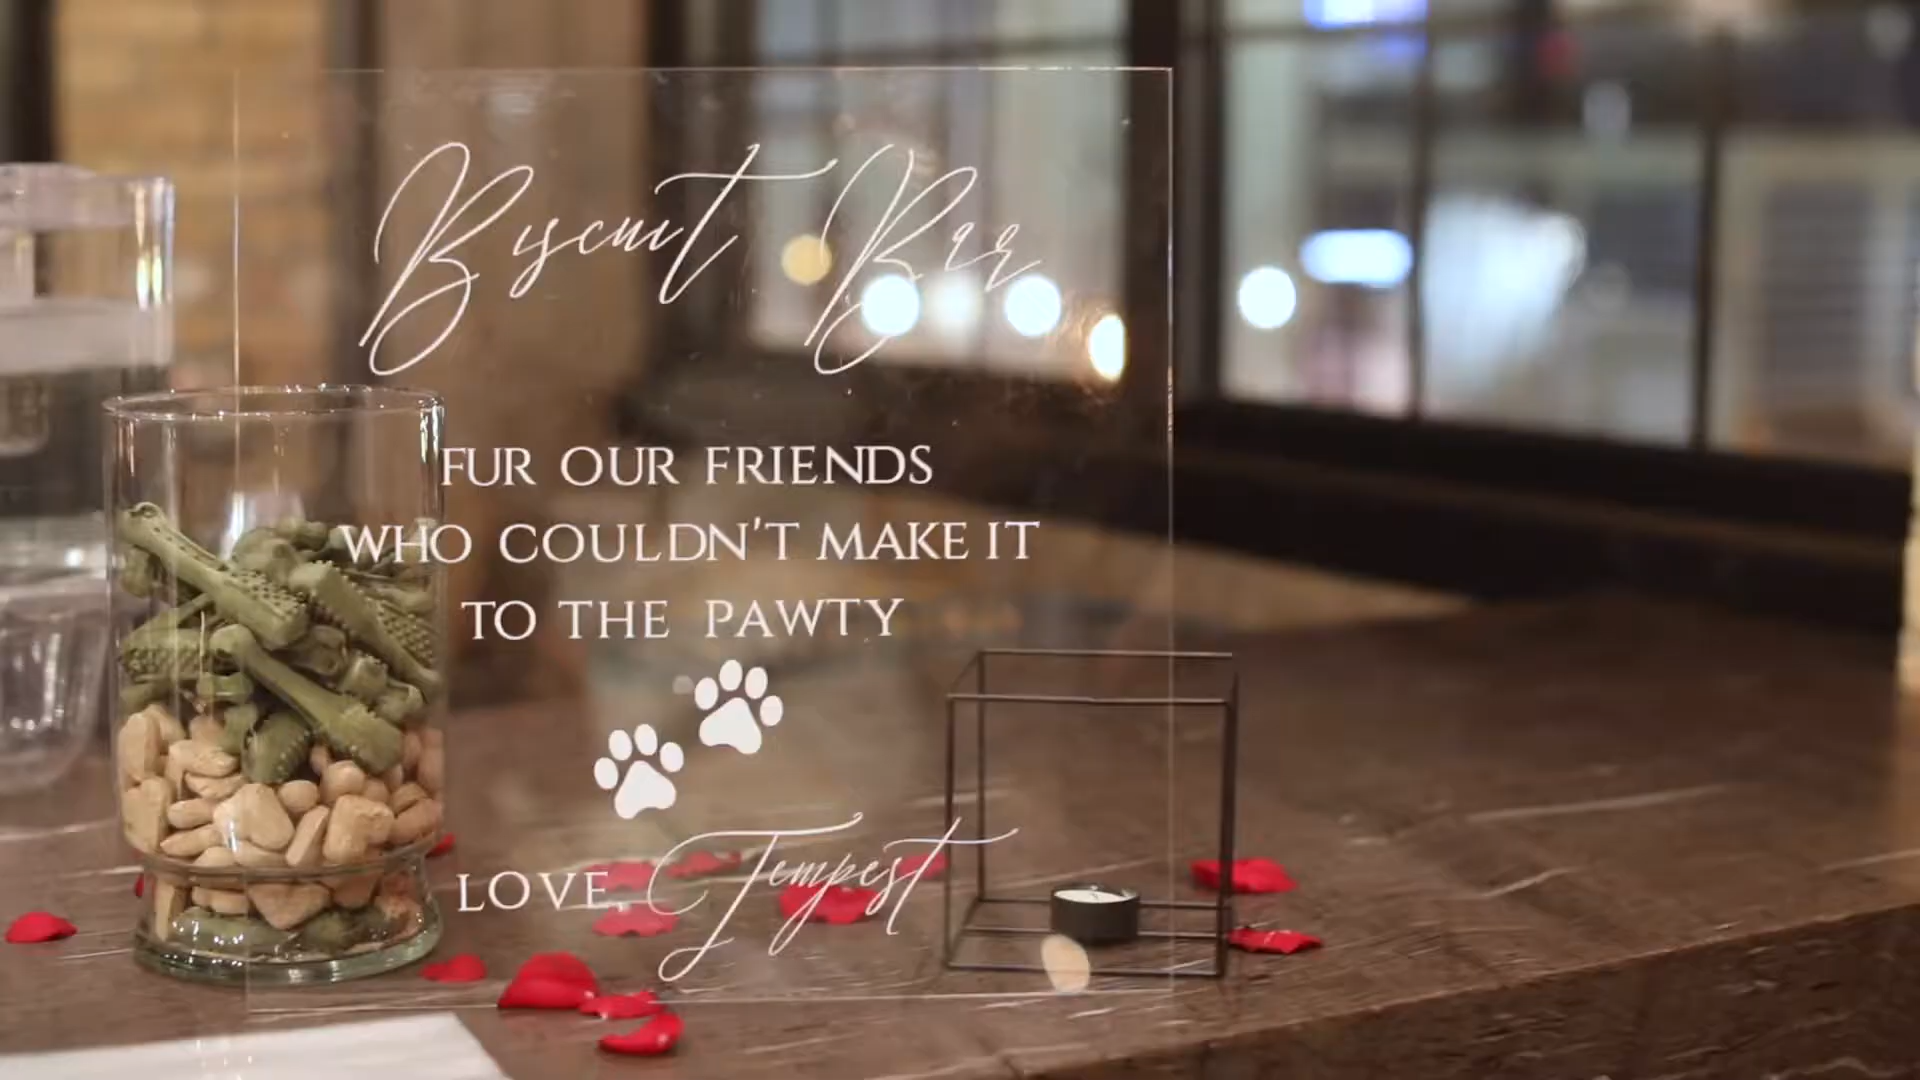 Biscuit Bar
FUR OUR FRIENDS
WHO COULDN'T MAKE IT
TO THE PAWTY
LOVE, Tempest